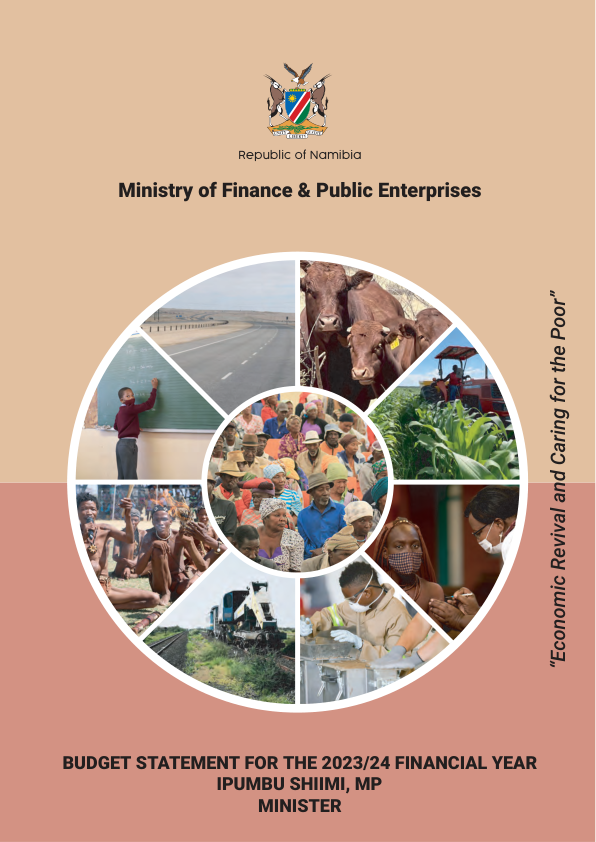 Republic of Namibia
Ministry of Finance & Public Enterprises
“Economic Revival and Caring for the Poor”
BUDGET STATEMENT FOR THE 2023/24 FINANCIAL YEAR
IPUMBU SHIIMI, MP
MINISTER